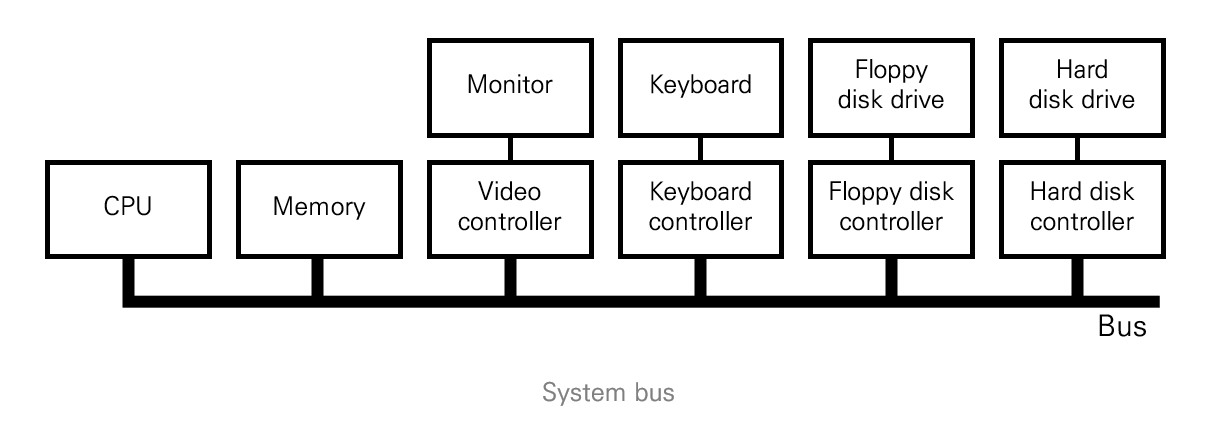 Monitor
Keyboard
Floppy
disk drive
Hard
disk drive
CPU
Memory
Video
controller
Keyboard
controller
Floppy disk
controller
Hard disk
controller
Bus
System bus